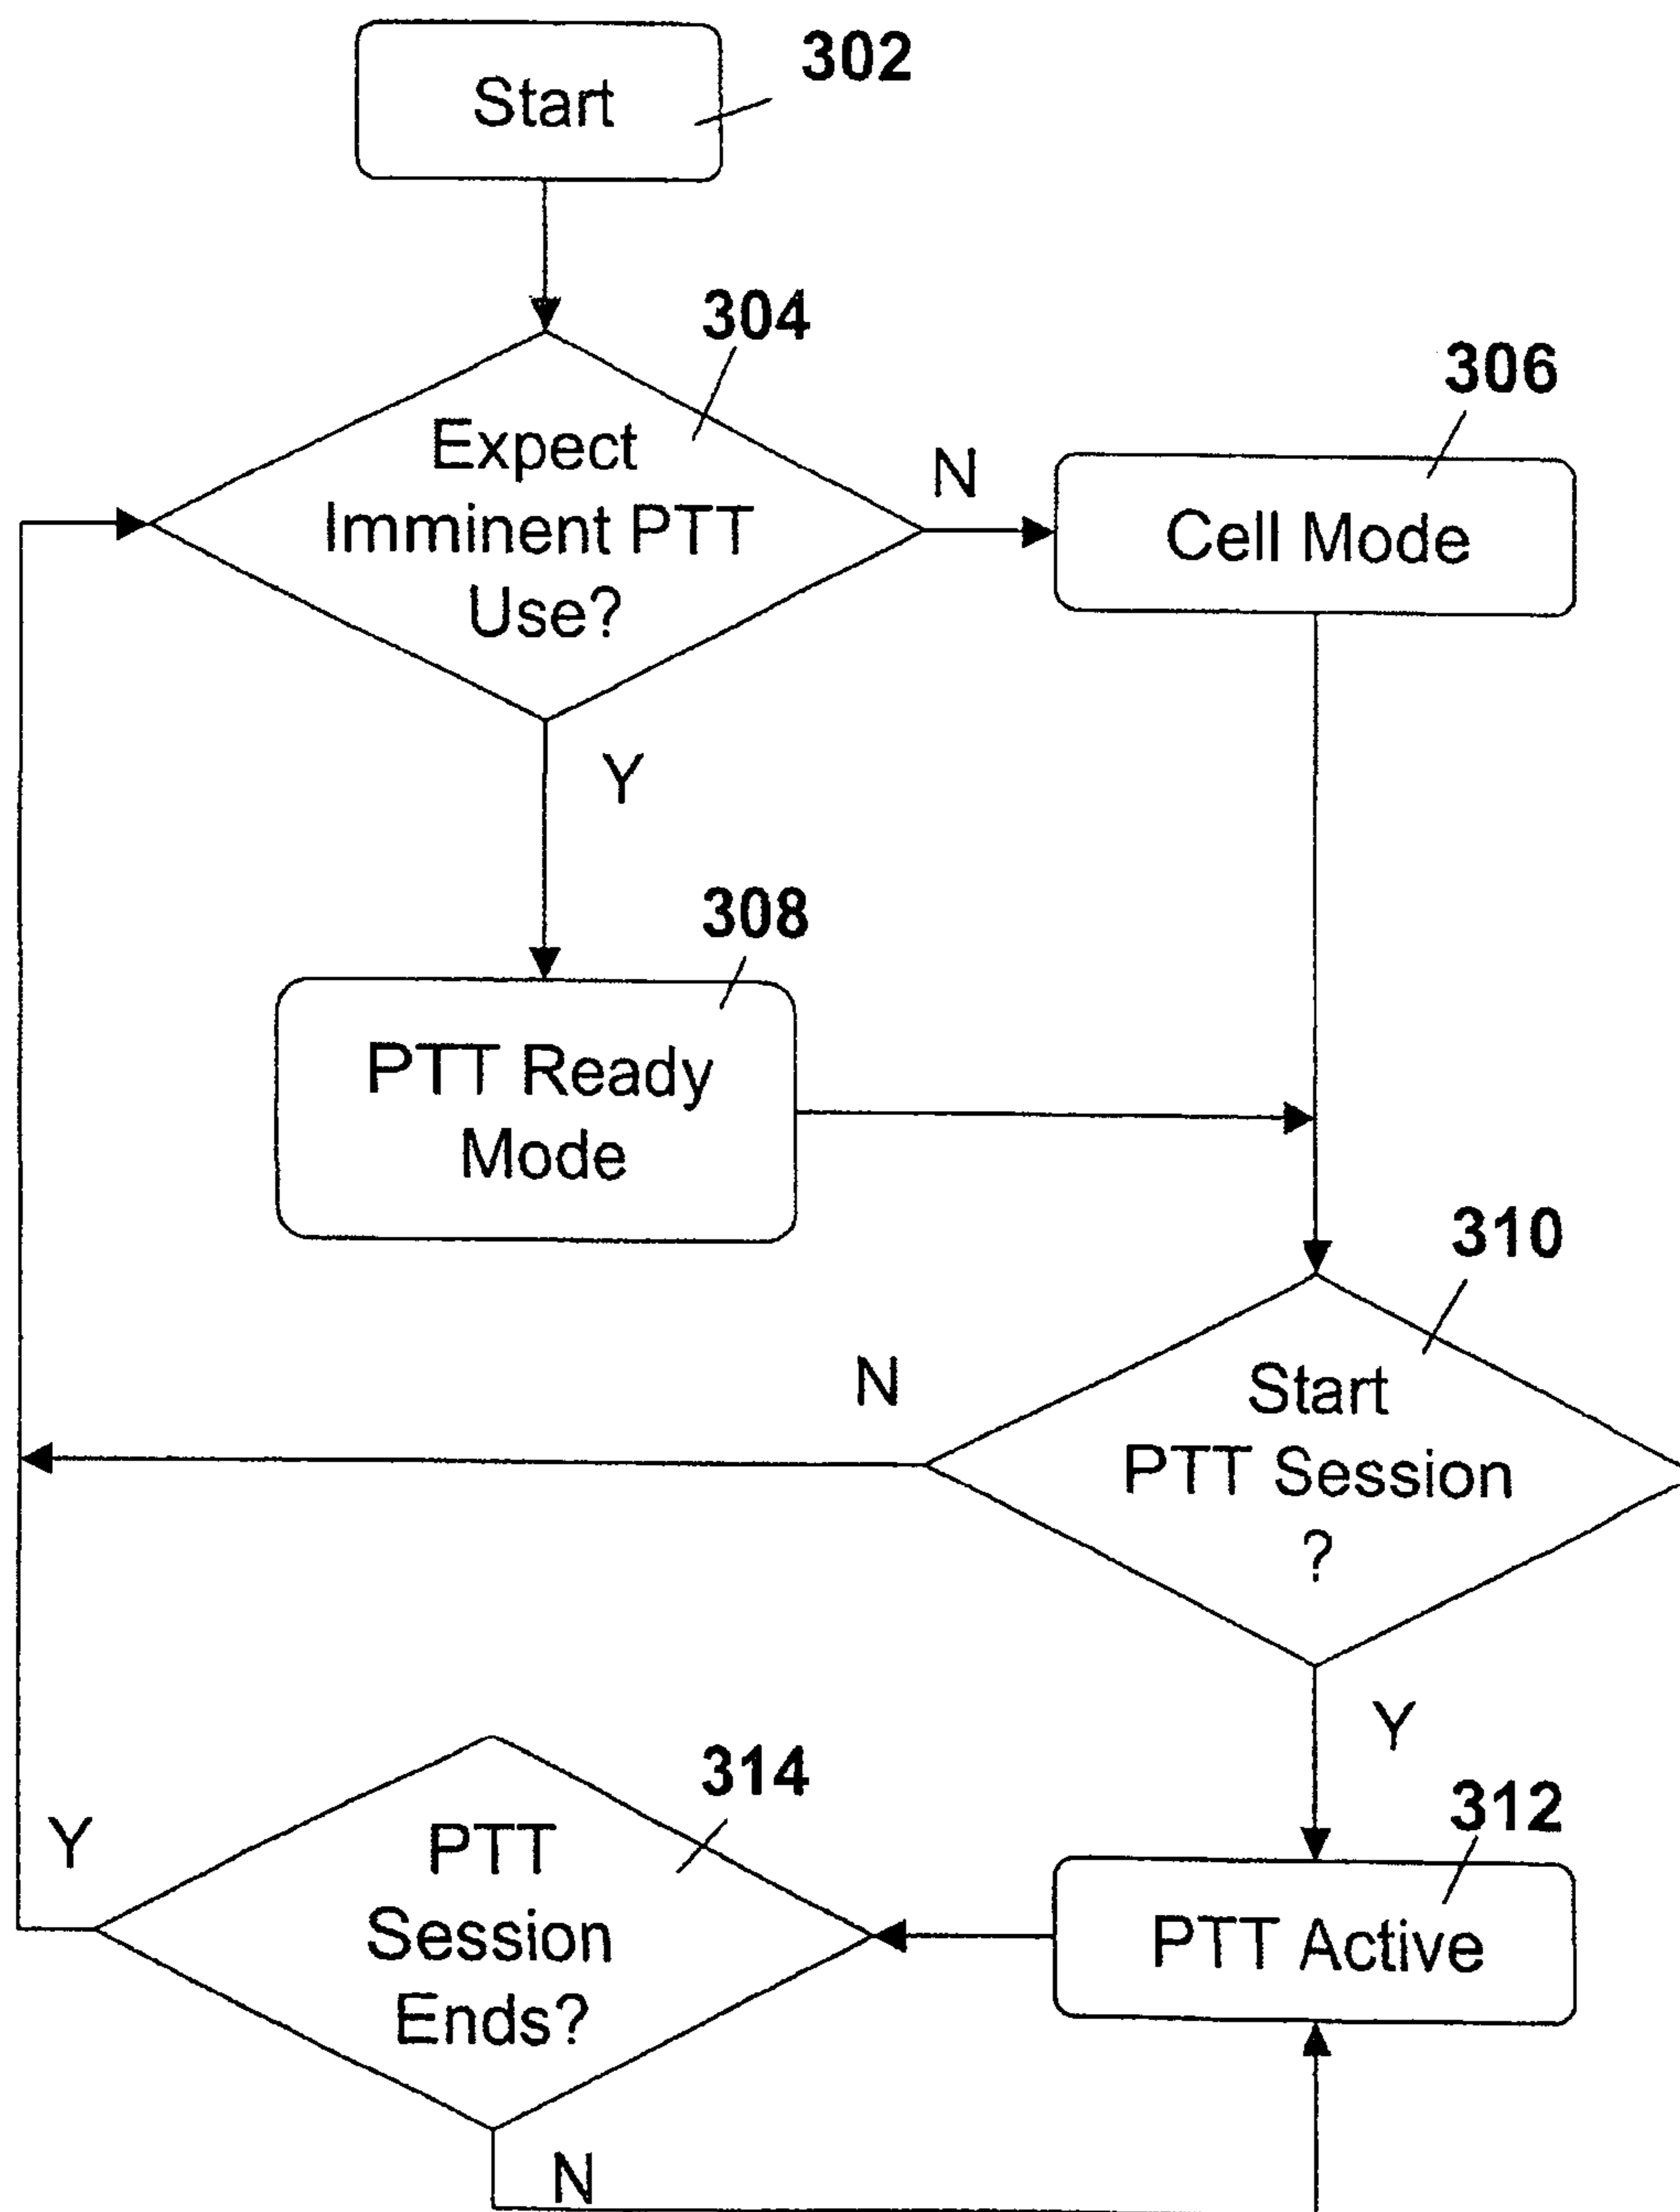 302
Start
304
Expect
Imminent PTT
Use?
N
306
Cell Mode
Y
308
PTT Ready
Mode
310
Start
PTT Session
?
N
Y
312
PTT Active
314
PTT
Session
Ends?
Y
N